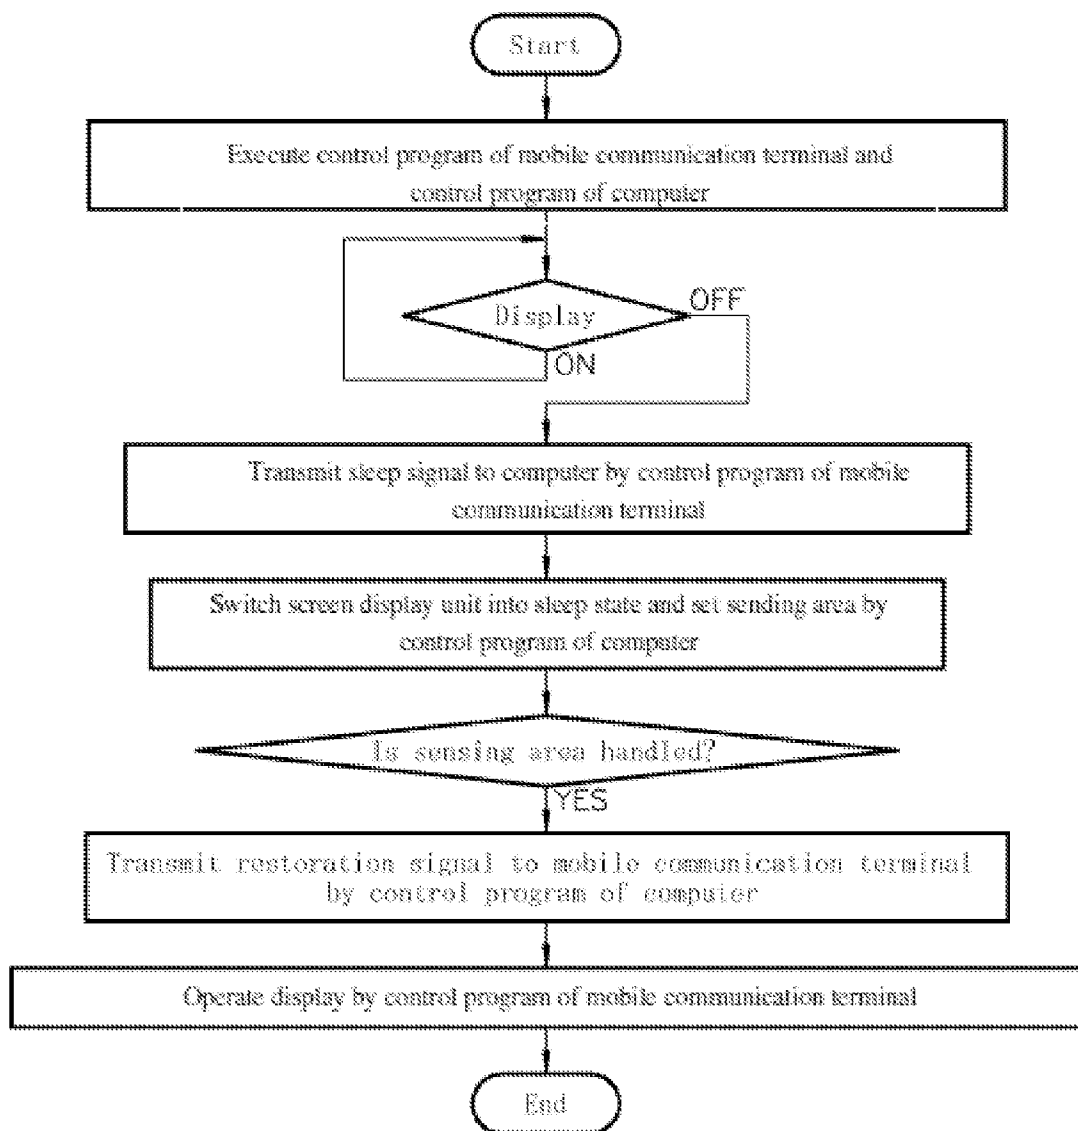 Start
Execute control program of mobile communication terminal and
control program of computer
Display
OFF
ON
Transmit sleep signal to computer by control program of mobile
communication terminal
Switch screen display unit into sleep state and set sending area by
control program of computer
Is sensing area handled?
YES
Transmit restoration signal to mobile communication terminal
by control program of computer
Operate display by control program of mobile communication terminal
End